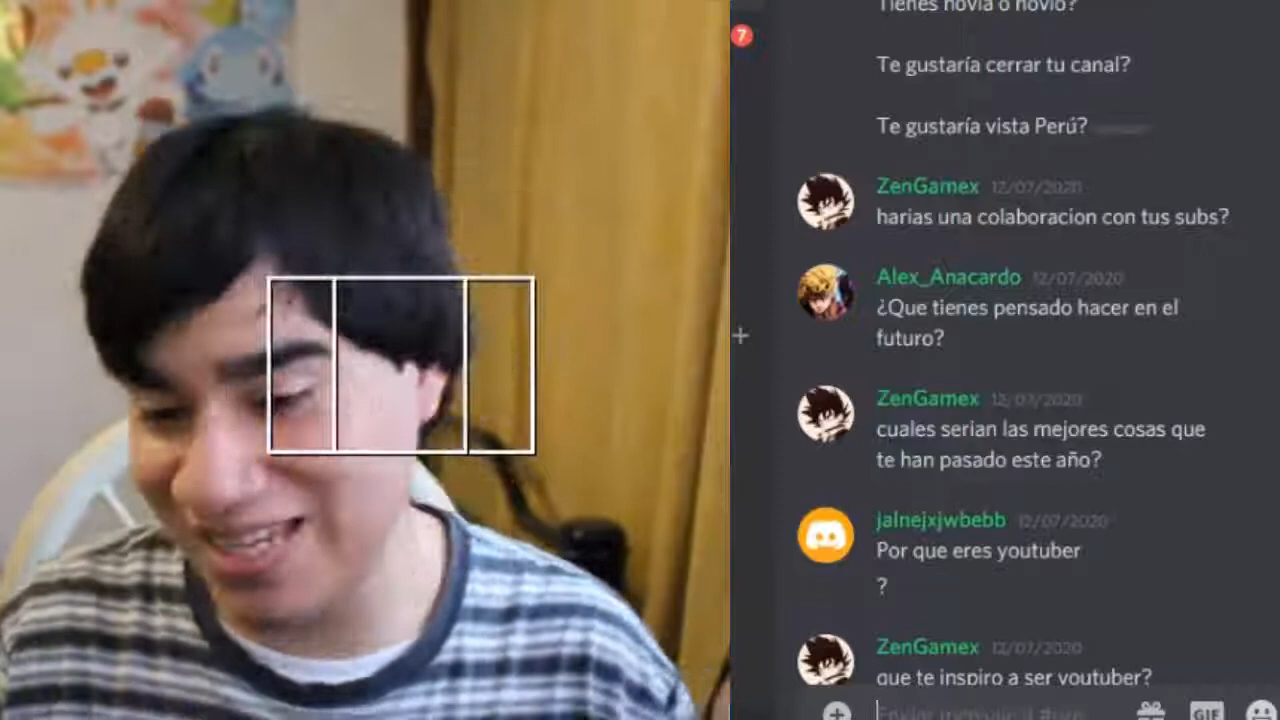 Tienes novia o novio?
7
Te gustaría cerrar tu canal?
Te gustaría vista Perú?
ZenGamex 12/07/2020
harias una colaboracion con tus subs?
Alex_Anacardo 12/07/2020
¿Que tienes pensado hacer en el
futuro?
ZenGamex 12/07/2020
cuales serian las mejores cosas que
te han pasado este año?
jalnejxjwbebb 12/07/2020
Por que eres youtuber
?
ZenGamex 12/07/2020
que te inspiro a ser youtuber?
GIF